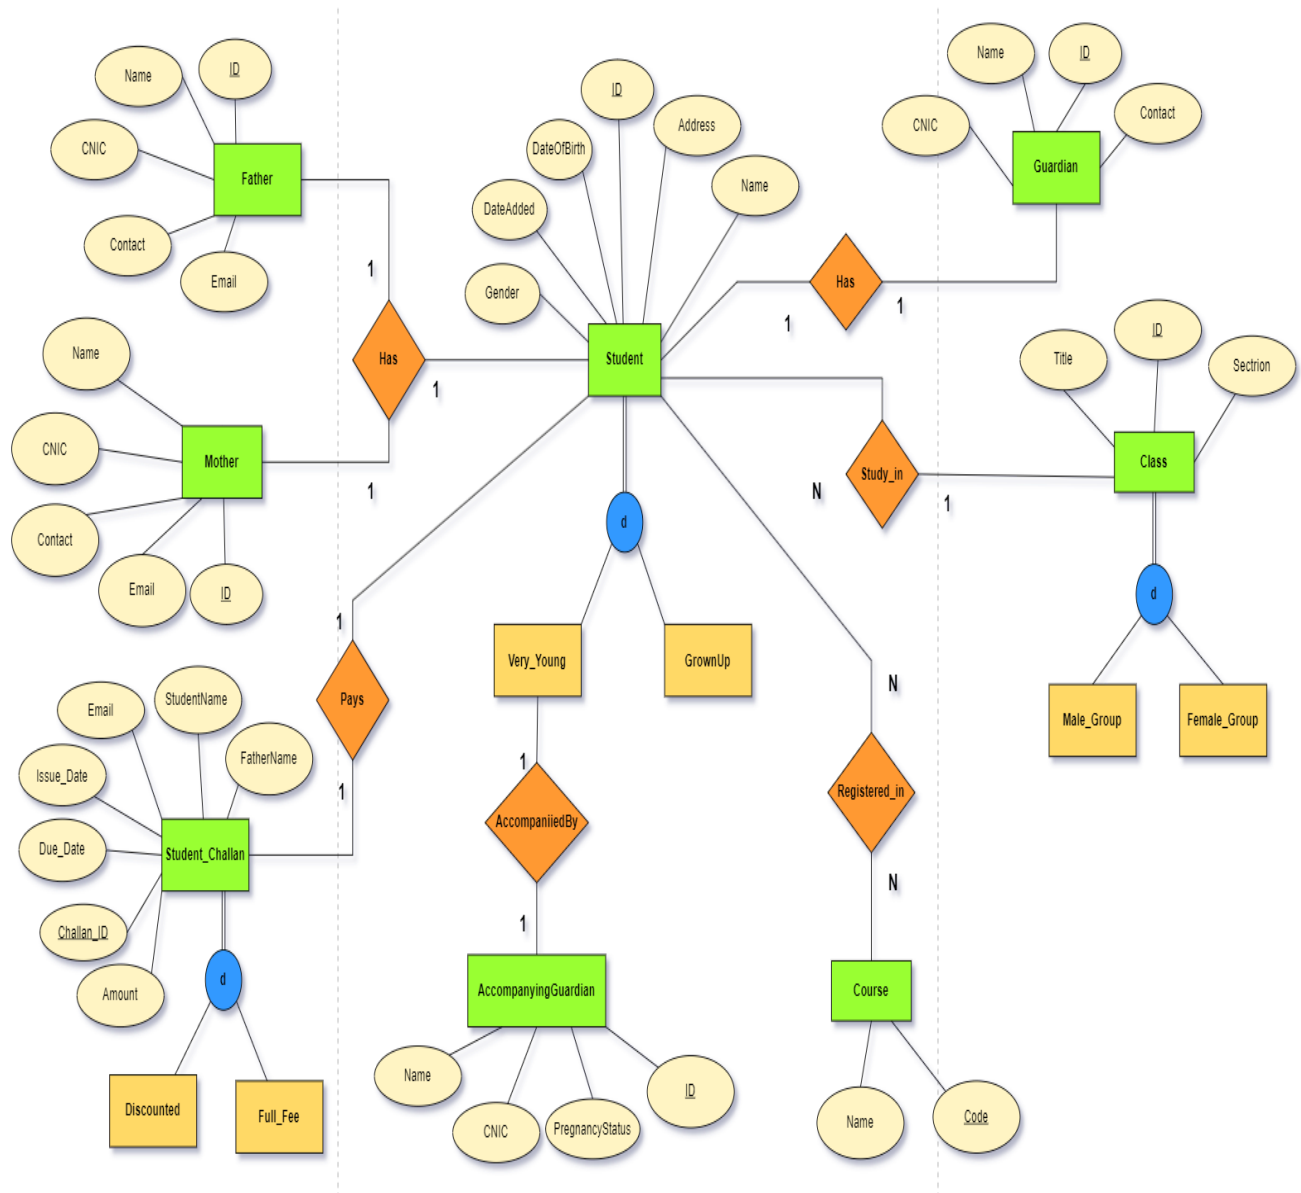 Name
ID
CNIC
Father
Contact
Email
1
Has
1
1
Name
CNIC
Mother
Contact
Email
ID
ID
Address
DateOfBirth
Name
DateAdded
Gender
Student
Name
ID
CNIC
Contact
Guardian
Has
1
1
ID
Title
Sectrion
Class
Study_in
N
1
d
Male_Group
Female_Group
d
Very_Young
GrownUp
1
Pays
1
StudentName
Email
FatherName
Issue_Date
Due_Date
Student_Challan
Challan_ID
Amount
d
Discounted
Full_Fee
1
AccompaniiedBy
1
AccompanyingGuardian
Name
CNIC
PregnancyStatus
ID
N
Registered_in
N
Course
Name
Code